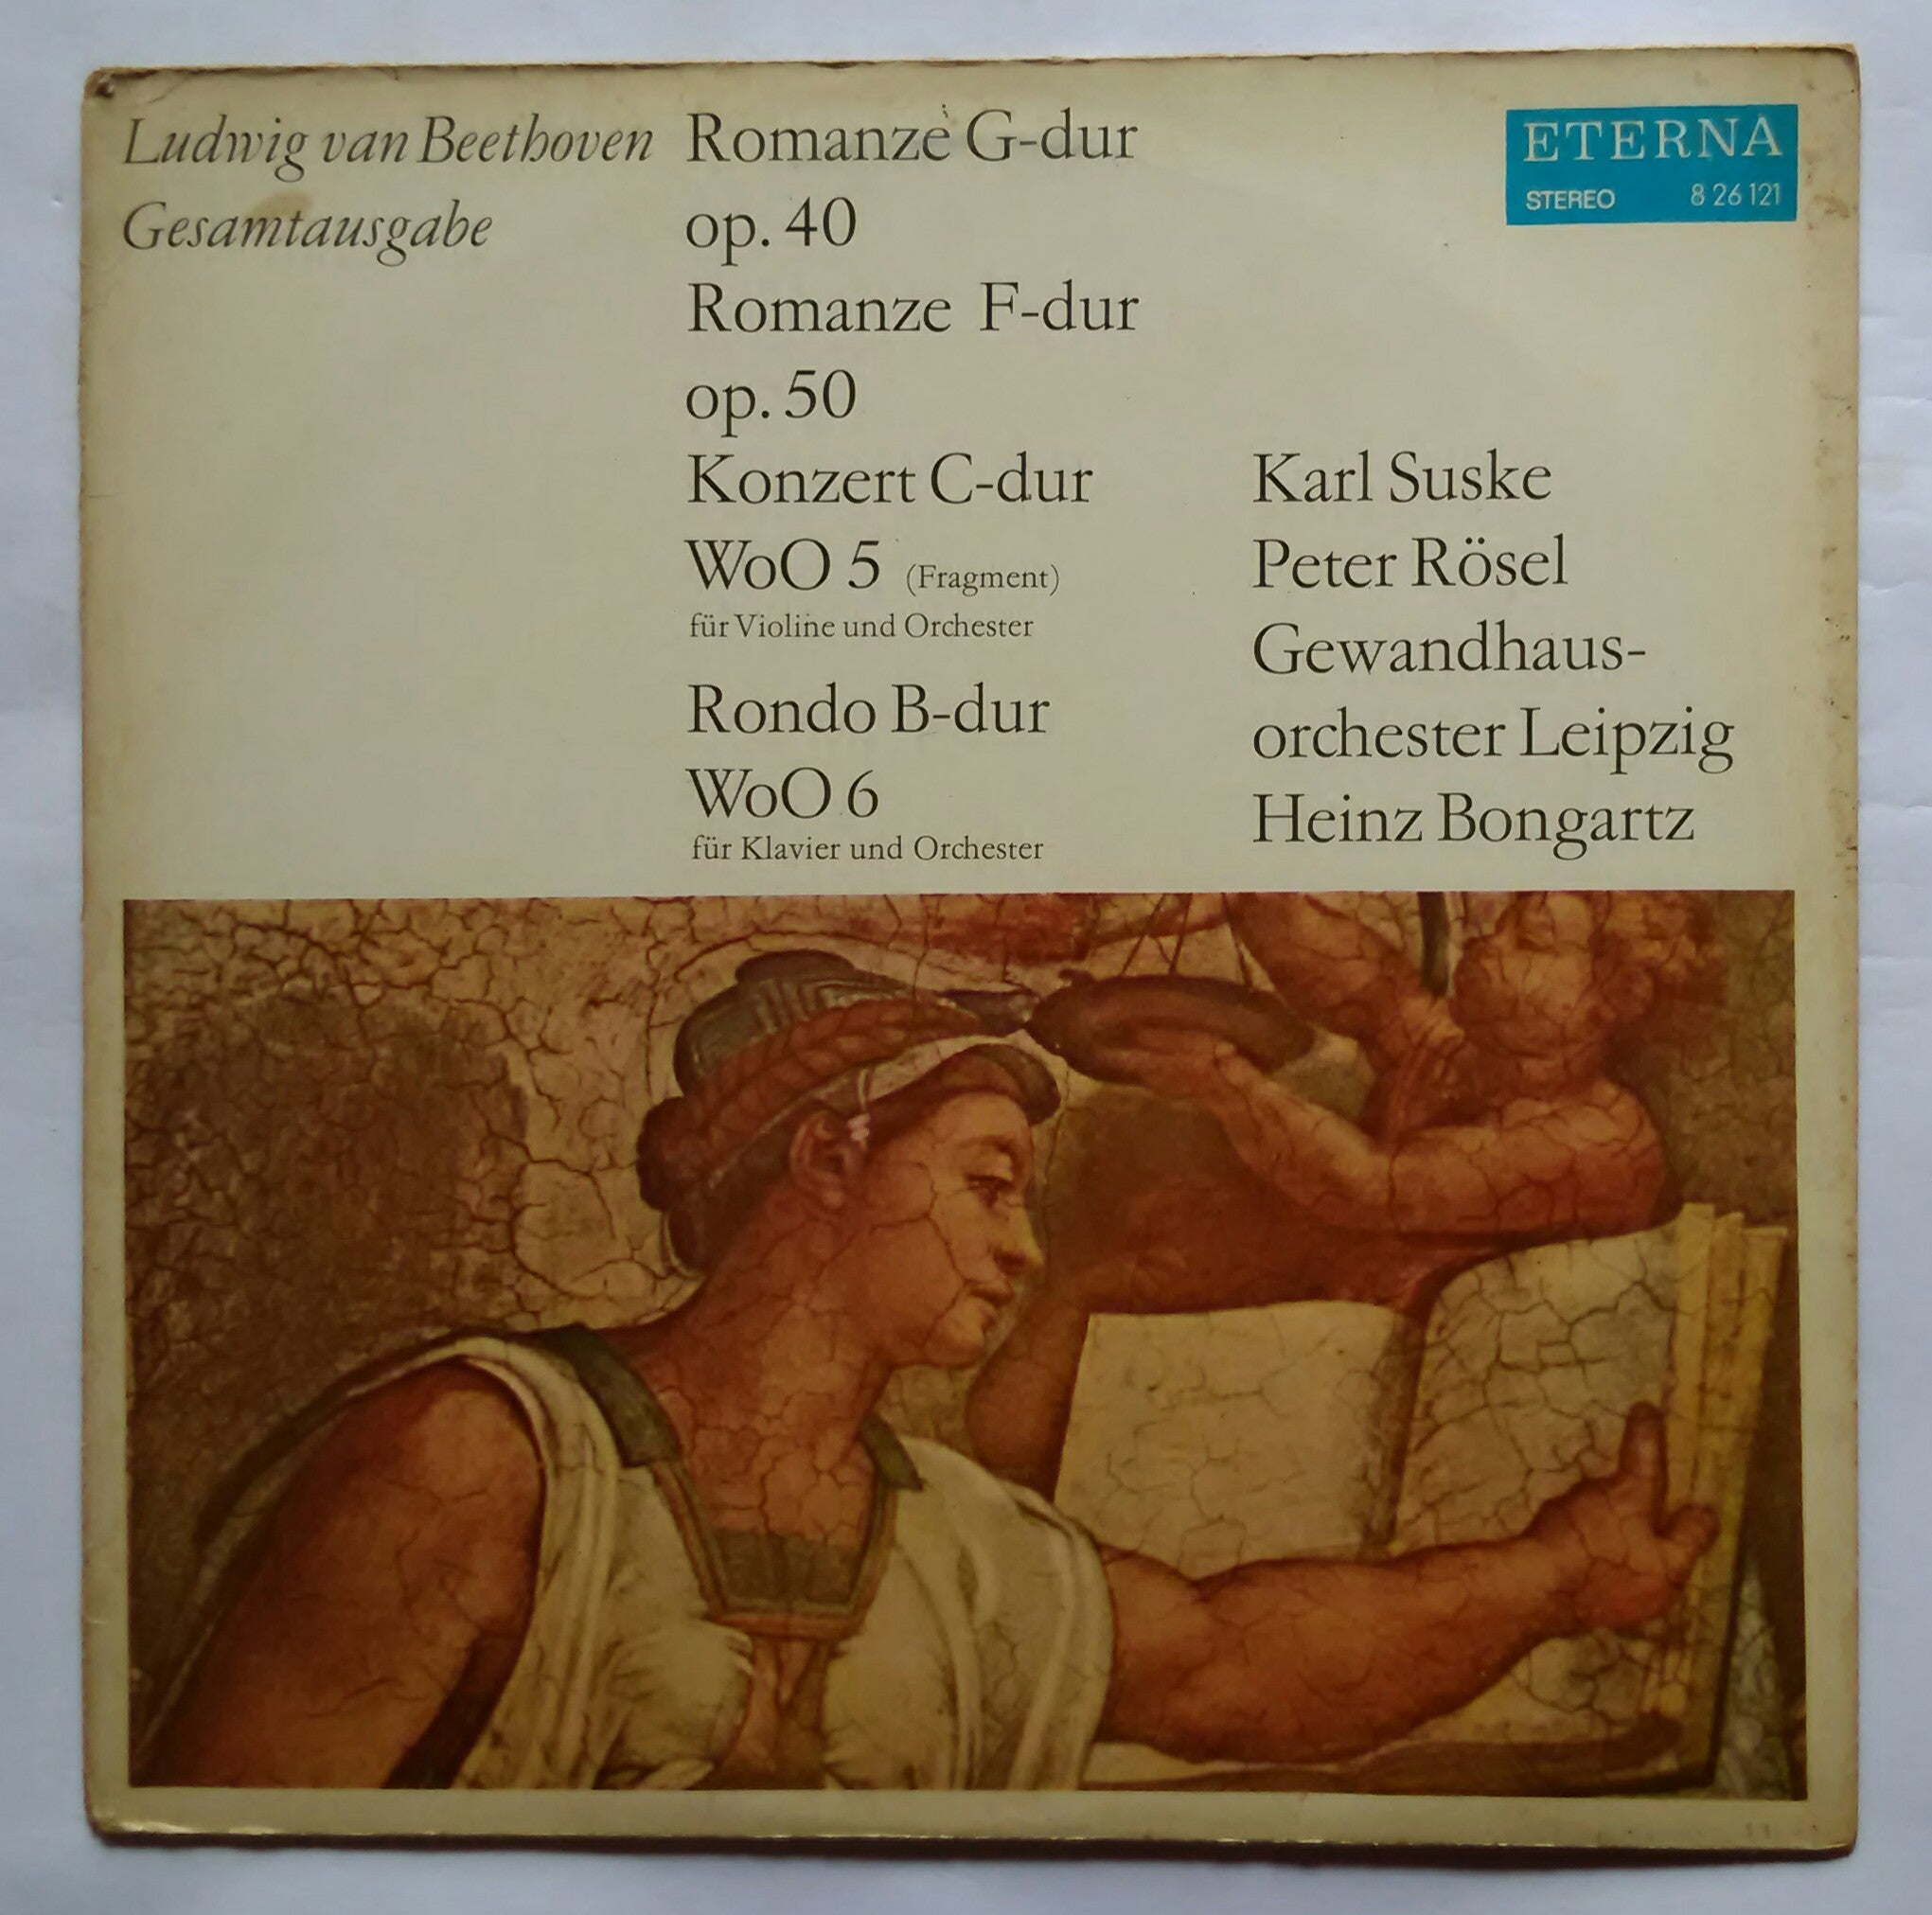 Ludwig van Beethoven
Gesamtausgabe
Romanze G-dur
op. 40
Romanze F-dur
op. 50
Konzert C-dur
WoO 5 (Fragment)
für Violine und Orchester
Rondo B-dur
WoO 6
für Klavier und Orchester
ETERNA
STEREO 8 26 121
Karl Suske
Peter Rösel
Gewandhaus-
orchester Leipzig
Heinz Bongartz